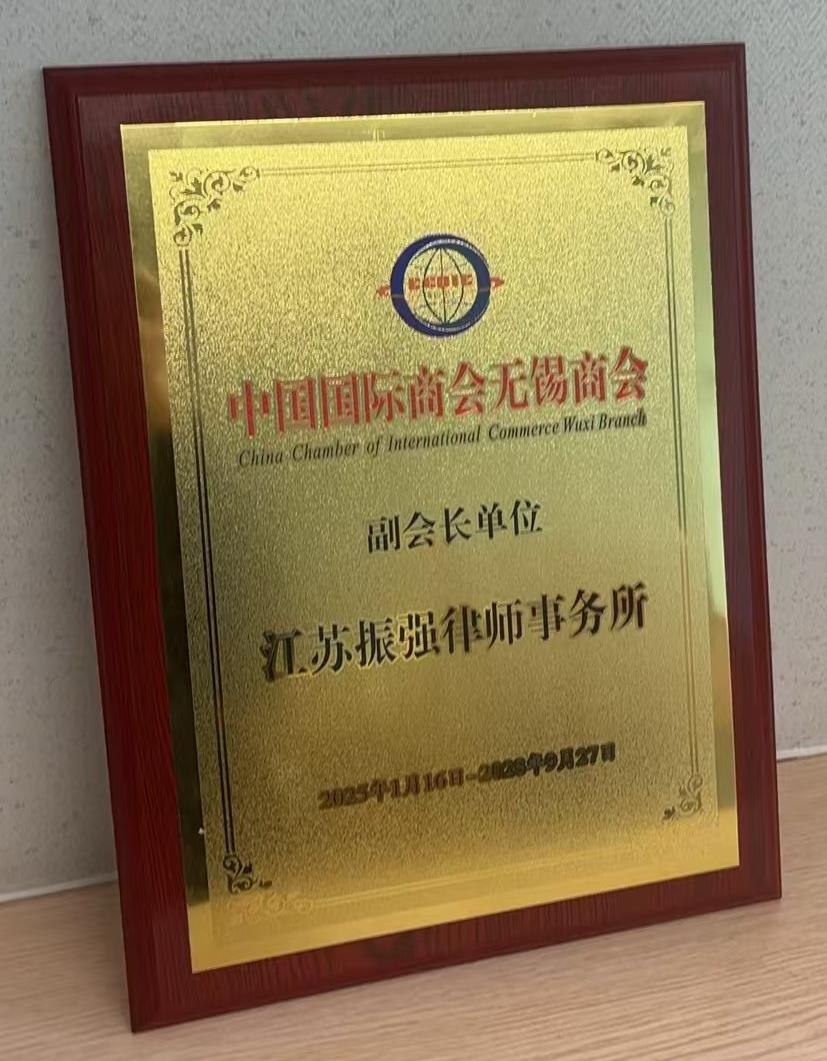 CCOIC
中国国际商会无锡商会
China Chamber of International Commerce Wuxi Branch
副会长单位
江苏振强律师事务所
2025年1月16日-2028年9月27日